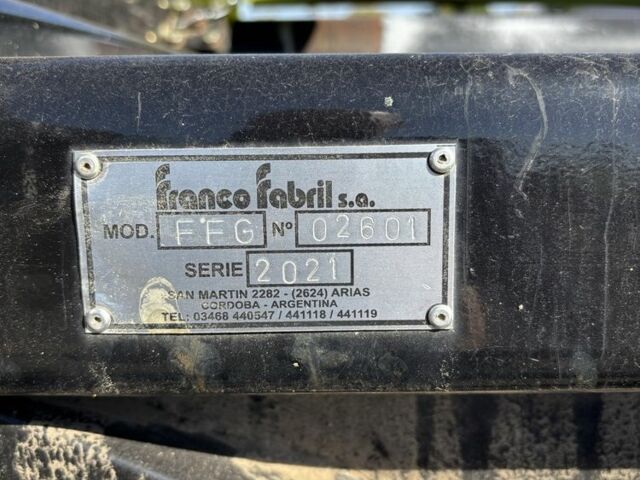 Franco Fabril s.a.
MOD. FFG Nº 02601
SERIE 2021
SAN MARTIN 2282 - (2624) ARIAS
CORDOBA - ARGENTINA
TEL: 03468 440547 / 441118 / 441119